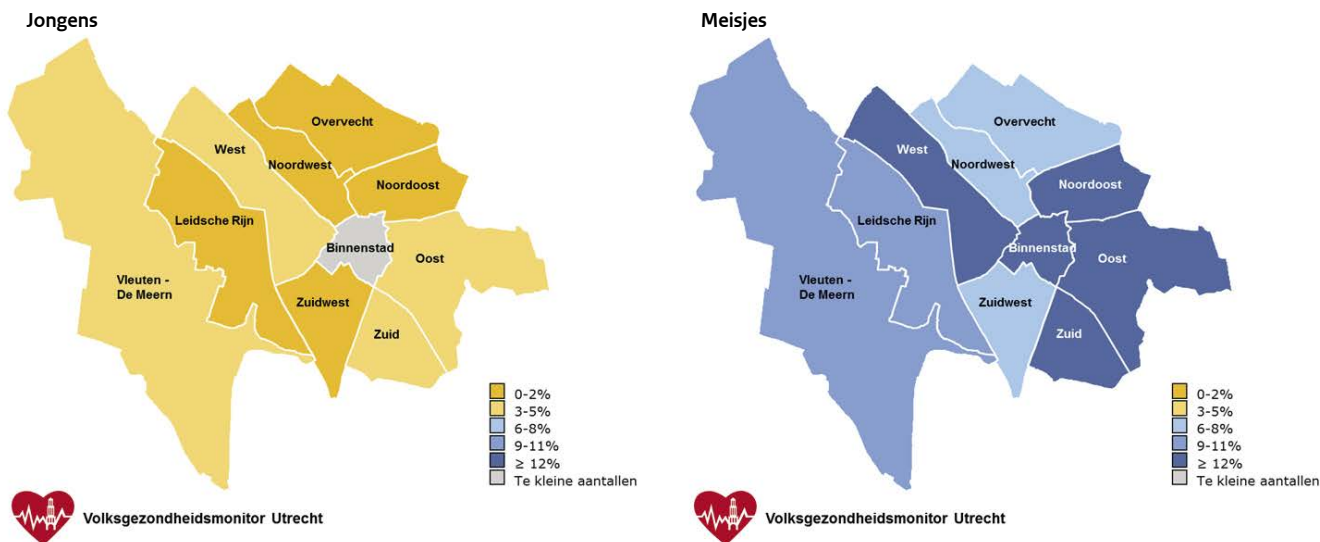 Jongens
Overvecht
West
Noordwest
Noordoost
Leidsche Rijn
Binnenstad
Oost
Vleuten -
De Meern
Zuidwest
Zuid
0-2%
3-5%
6-8%
9-11%
≥ 12%
Te kleine aantallen
Volksgezondheidsmonitor Utrecht
Meisjes
Overvecht
West
Noordwest
Noordoost
Leidsche Rijn
Binnenstad
Oost
Vleuten -
De Meern
Zuidwest
Zuid
0-2%
3-5%
6-8%
9-11%
≥ 12%
Te kleine aantallen
Volksgezondheidsmonitor Utrecht